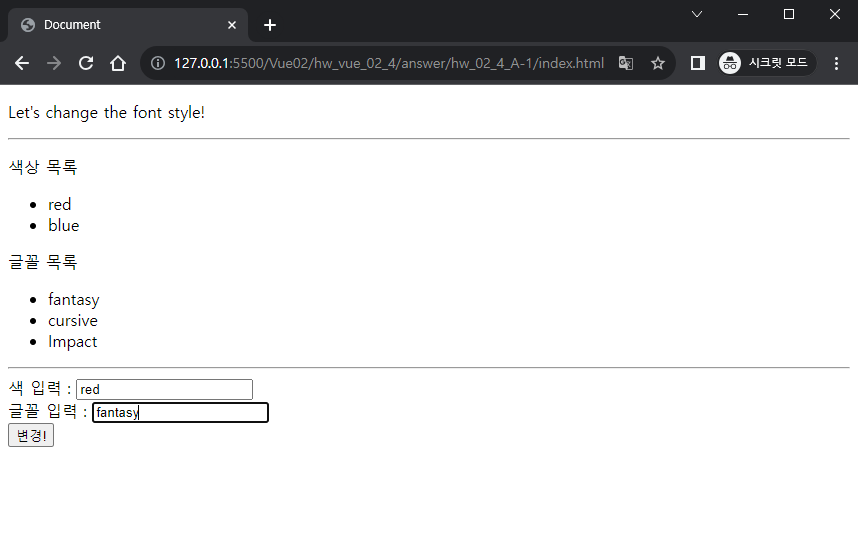 Document
127.0.0.1:5500/Vue02/hw_vue_02_4/answer/hw_02_4_A-1/index.html
시크릿 모드
Let's change the font style!
색상 목록
red
blue
글꼴 목록
fantasy
cursive
Impact
색 입력 : red
글꼴 입력 : fantasy
변경!